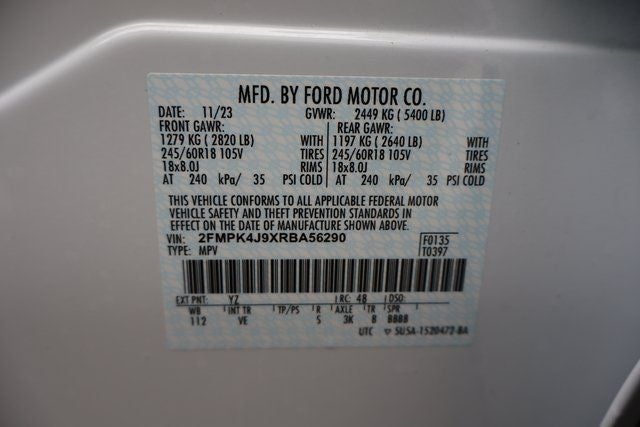 MFD. BY FORD MOTOR CO.
DATE: 11/23 GVWR: 2449 KG ( 5400 LB)
FRONT GAWR: REAR GAWR:
1279 KG ( 2820 LB) WITH 1197 KG ( 2640 LB) WITH
245/60R18 105V TIRES 245/60R18 105V TIRES
18x8.0J RIMS 18x8.0J RIMS
AT 240 kPa/ 35 PSI COLD AT 240 kPa/ 35 PSI COLD
THIS VEHICLE CONFORMS TO ALL APPLICABLE FEDERAL MOTOR
VEHICLE SAFETY AND THEFT PREVENTION STANDARDS IN
EFFECT ON THE DATE OF MANUFACTURE SHOWN ABOVE.
VIN: 2FMPK4J9XRBA56290 F0135
TYPE: MPV T0397
EXT PNT: YZ RC: 48 DSO:
WB INT TR TP/PS R AXLE TR SPR
112 VE 5 3K 8 BBBB
UTC 5U5A-1520472-BA